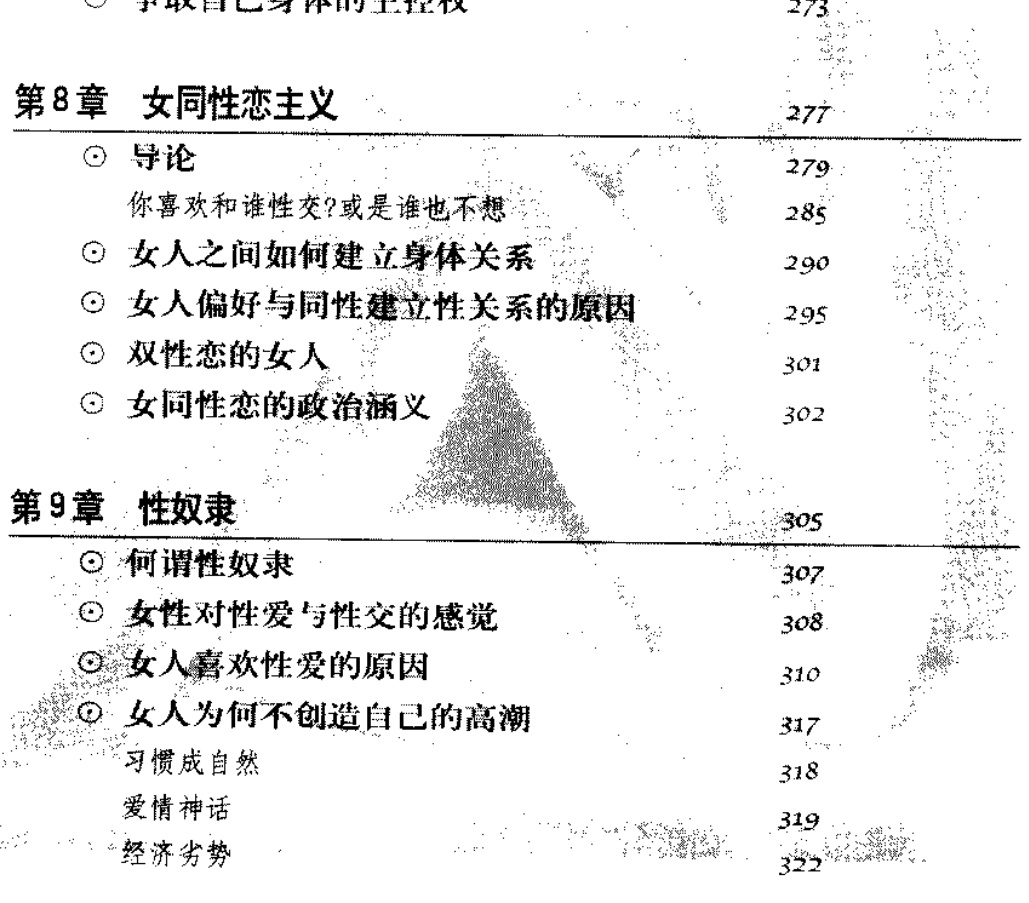 ⊙ 争取自己身体的主控权 273
第8章 女同性恋主义 277
⊙ 导论 279
你喜欢和谁性交?或是谁也不想 285
⊙ 女人之间如何建立身体关系 290
⊙ 女人偏好与同性建立性关系的原因 295
⊙ 双性恋的女人 301
⊙ 女同性恋的政治涵义 302
第9章 性奴隶 305
⊙ 何谓性奴隶 307
⊙ 女性对性爱与性交的感觉 308
⊙ 女人喜欢性爱的原因 310
⊙ 女人为何不创造自己的高潮 317
习惯成自然 318
爱情神话 319
经济劣势 322